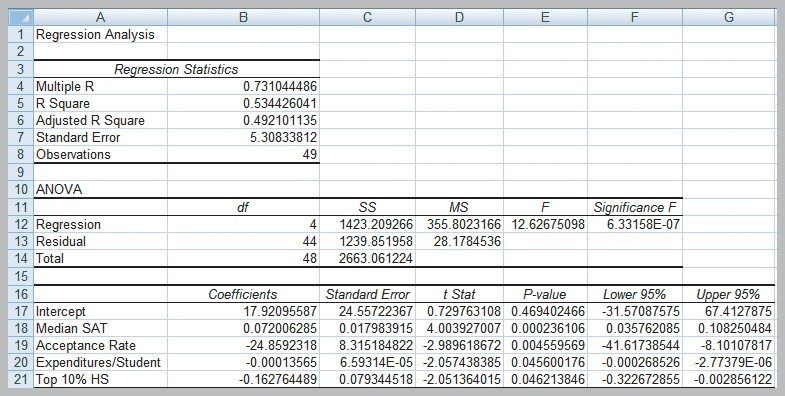 A B C D E F G
1 Regression Analysis
2
3 Regression Statistics
4 Multiple R 0.731044486
5 R Square 0.534426041
6 Adjusted R Square 0.492101135
7 Standard Error 5.30833812
8 Observations 49
9
10 ANOVA
11 df SS MS F Significance F
12 Regression 4 1423.209266 355.8023166 12.62675098 6.33158E-07
13 Residual 44 1239.851958 28.1784536
14 Total 48 2663.061224
15
16 Coefficients Standard Error t Stat P-value Lower 95% Upper 95%
17 Intercept 17.92095587 24.55722367 0.729763108 0.469402466 -31.57087575 67.4127875
18 Median SAT 0.072006285 0.017983915 4.003927007 0.000236106 0.035762085 0.108250484
19 Acceptance Rate -24.8592318 8.315184822 -2.989618672 0.004559569 -41.61738544 -8.10107817
20 Expenditures/Student -0.00013565 6.59314E-05 -2.057438385 0.045600176 -0.000268526 -2.77379E-06
21 Top 10% HS -0.162764489 0.079344518 -2.051364015 0.046213846 -0.322672855 -0.002856122